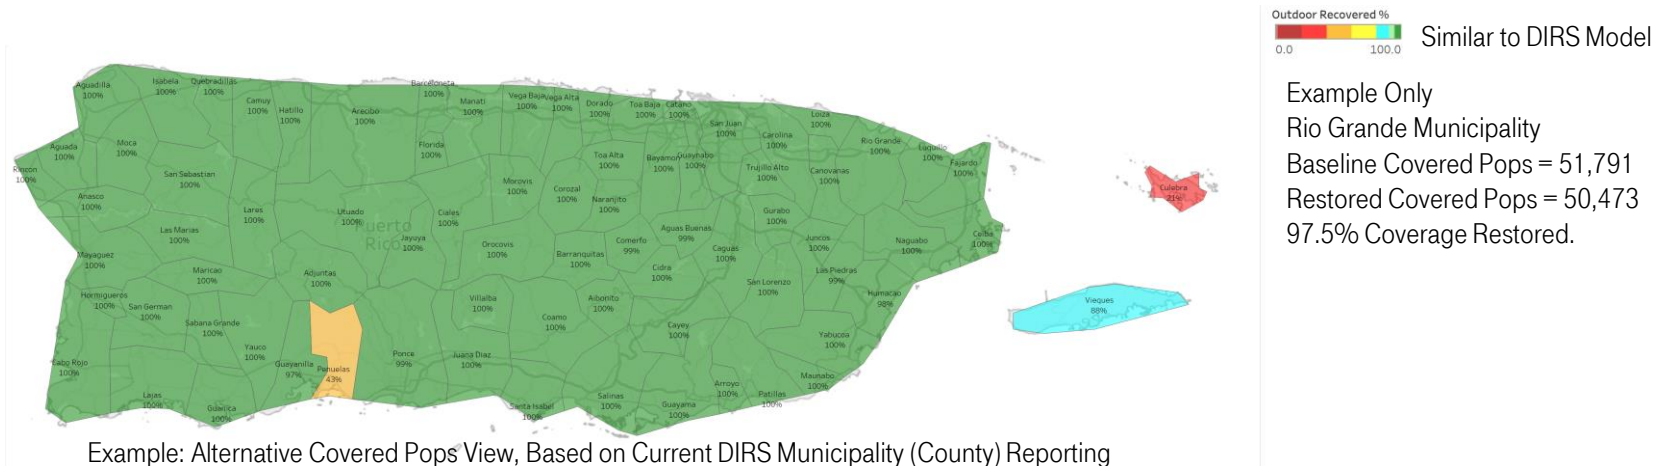 Outdoor Recovered %
0.0 100.0
Similar to DIRS Model
Example Only
Rio Grande Municipality
Baseline Covered Pops = 51,791
Restored Covered Pops = 50,473
97.5% Coverage Restored.
Aguadilla
100%
Isabela
100%
Quebradillas
100%
Camuy
100%
Hatillo
100%
Arecibo
100%
Barceloneta
100%
Manati
100%
Vega Baja
100%
Vega Alta
100%
Dorado
100%
Toa Baja
100%
Catano
100%
San Juan
100%
Carolina
100%
Loiza
100%
Rio Grande
100%
Luquillo
100%
Fajardo
100%
Culebra
21%
Rincon
100%
Aguada
100%
Moca
100%
San Sebastian
100%
Florida
100%
Morovis
100%
Corozal
100%
Toa Alta
100%
Naranjito
100%
Bayamon
100%
Guaynabo
100%
Trujillo Alto
100%
Canovanas
100%
Anasco
100%
Las Marias
100%
Lares
100%
Utuado
100%
Puerto
Rico
Jayuya
100%
Ciales
100%
Orocovis
100%
Barranquitas
100%
Comerfo
99%
Aguas Buenas
99%
Cidra
100%
Caguas
100%
Gurabo
100%
Juncos
100%
Las Piedras
99%
Naguabo
100%
Ceiba
100%
Mayaguez
100%
Maricao
100%
Adjuntas
100%
Hormigueros
100%
San German
100%
Sabana Grande
100%
Yauco
100%
Guayanilla
97%
Penuelas
43%
Ponce
99%
Juana Diaz
100%
Villalba
100%
Coamo
100%
Aibonito
100%
Cayey
100%
San Lorenzo
100%
Humacao
98%
Yabucoa
100%
Maunabo
100%
Vieques
88%
Cabo Rojo
100%
Lajas
100%
Guanica
100%
Santa Isabel
100%
Salinas
100%
Guayama
100%
Arroyo
100%
Patillas
100%
Example: Alternative Covered Pops View, Based on Current DIRS Municipality (County) Reporting